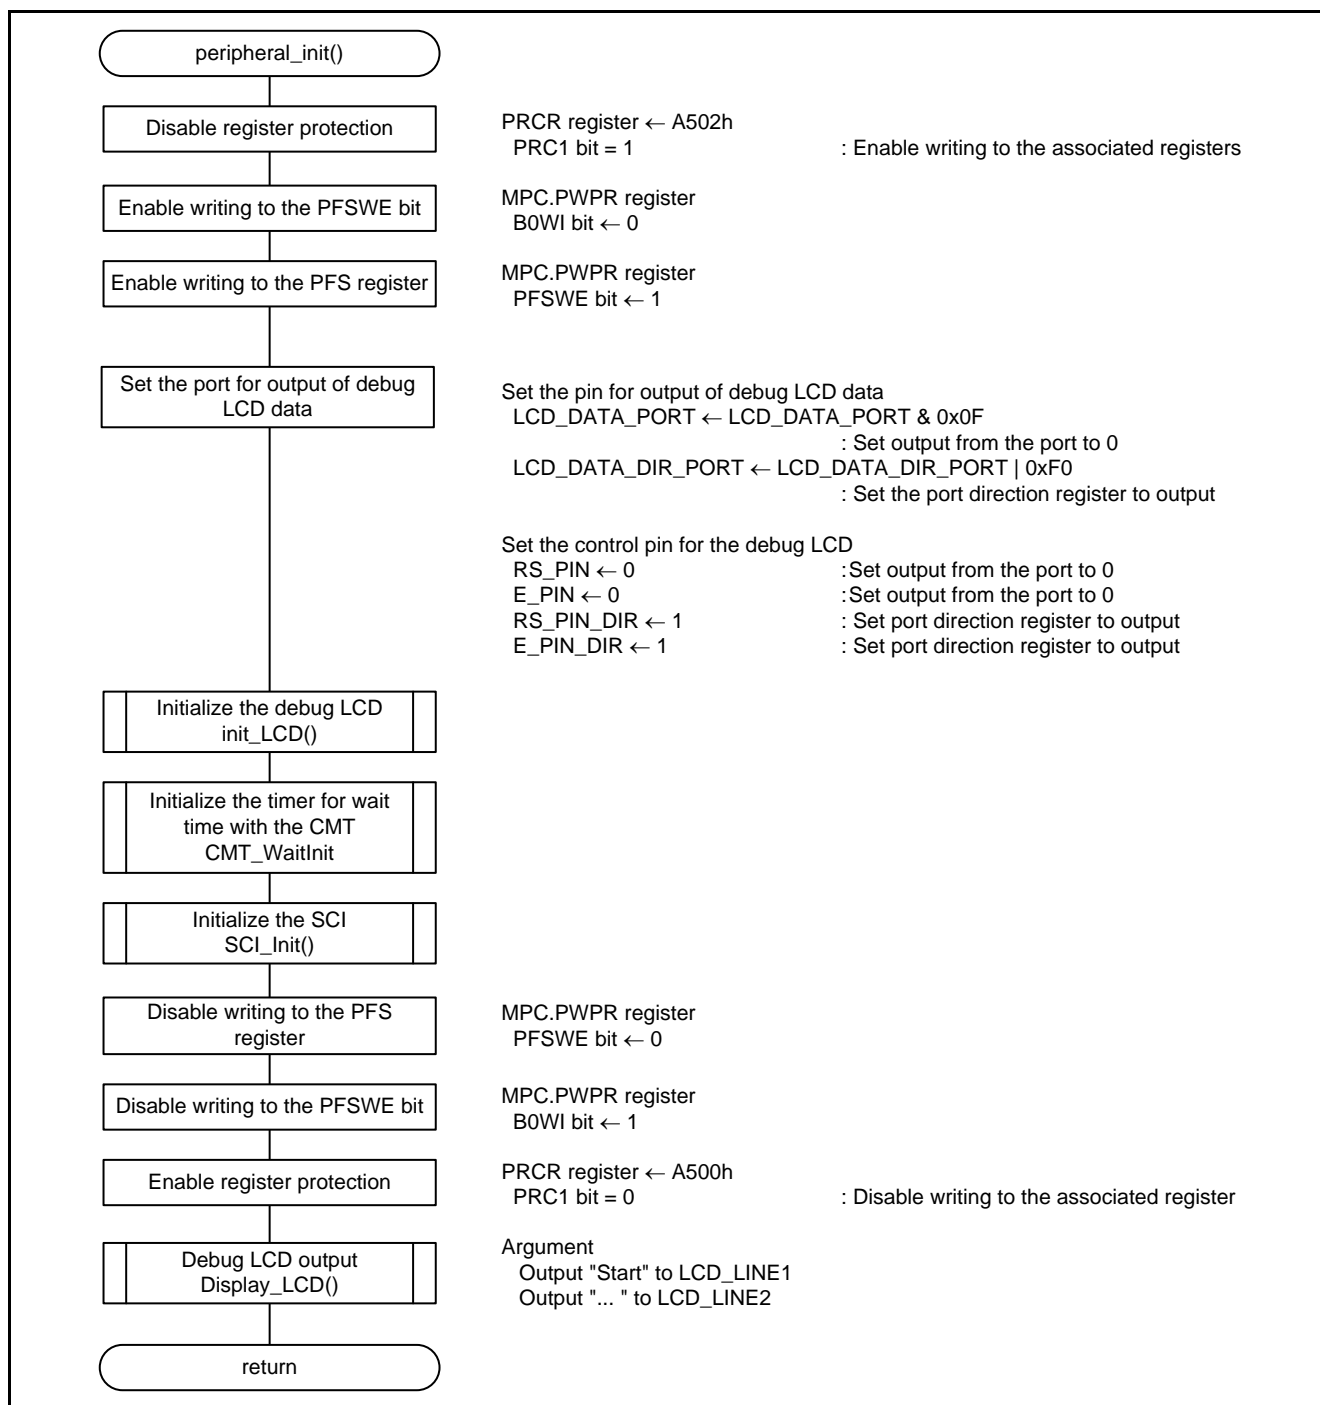 peripheral_init()
Disable register protection
PRCR register ← A502h
PRC1 bit = 1 : Enable writing to the associated registers
Enable writing to the PFSWE bit
MPC.PWPR register
B0WI bit ← 0
Enable writing to the PFS register
MPC.PWPR register
PFSWE bit ← 1
Set the port for output of debug
LCD data
Set the pin for output of debug LCD data
LCD_DATA_PORT ← LCD_DATA_PORT & 0x0F
: Set output from the port to 0
LCD_DATA_DIR_PORT ← LCD_DATA_DIR_PORT | 0xF0
: Set the port direction register to output
Set the control pin for the debug LCD
RS_PIN ← 0 :Set output from the port to 0
E_PIN ← 0 :Set output from the port to 0
RS_PIN_DIR ← 1 : Set port direction register to output
E_PIN_DIR ← 1 : Set port direction register to output
Initialize the debug LCD
init_LCD()
Initialize the timer for wait
time with the CMT
CMT_WaitInit
Initialize the SCI
SCI_Init()
Disable writing to the PFS
register
MPC.PWPR register
PFSWE bit ← 0
Disable writing to the PFSWE bit
MPC.PWPR register
B0WI bit ← 1
Enable register protection
PRCR register ← A500h
PRC1 bit = 0 : Disable writing to the associated register
Debug LCD output
Display_LCD()
Argument
Output "Start" to LCD_LINE1
Output "... " to LCD_LINE2
return